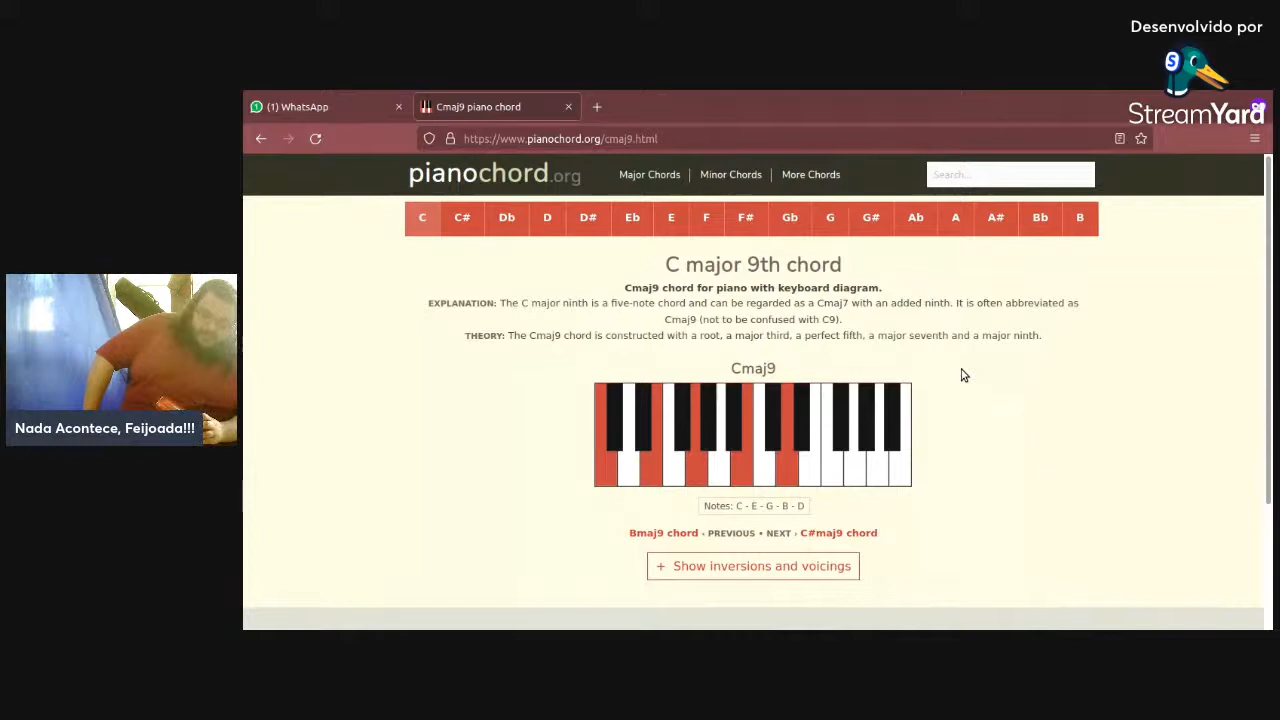 Desenvolvido por
S
StreamYard
(1) WhatsApp
Cmaj9 piano chord
https://www.pianochord.org/cmaj9.html
pianochord.org
Major Chords
Minor Chords
More Chords
Search...
C C# Db D D# Eb E F F# Gb G G# Ab A A# Bb B
C major 9th chord
Cmaj9 chord for piano with keyboard diagram.
EXPLANATION: The C major ninth is a five-note chord and can be regarded as a Cmaj7 with an added ninth. It is often abbreviated as
Cmaj9 (not to be confused with C9).
THEORY: The Cmaj9 chord is constructed with a root, a major third, a perfect fifth, a major seventh and a major ninth.
Cmaj9
Notes: C - E - G - B - D
Bmaj9 chord ‹ PREVIOUS • NEXT › C#maj9 chord
+ Show inversions and voicings
Nada Acontece, Feijoada!!!